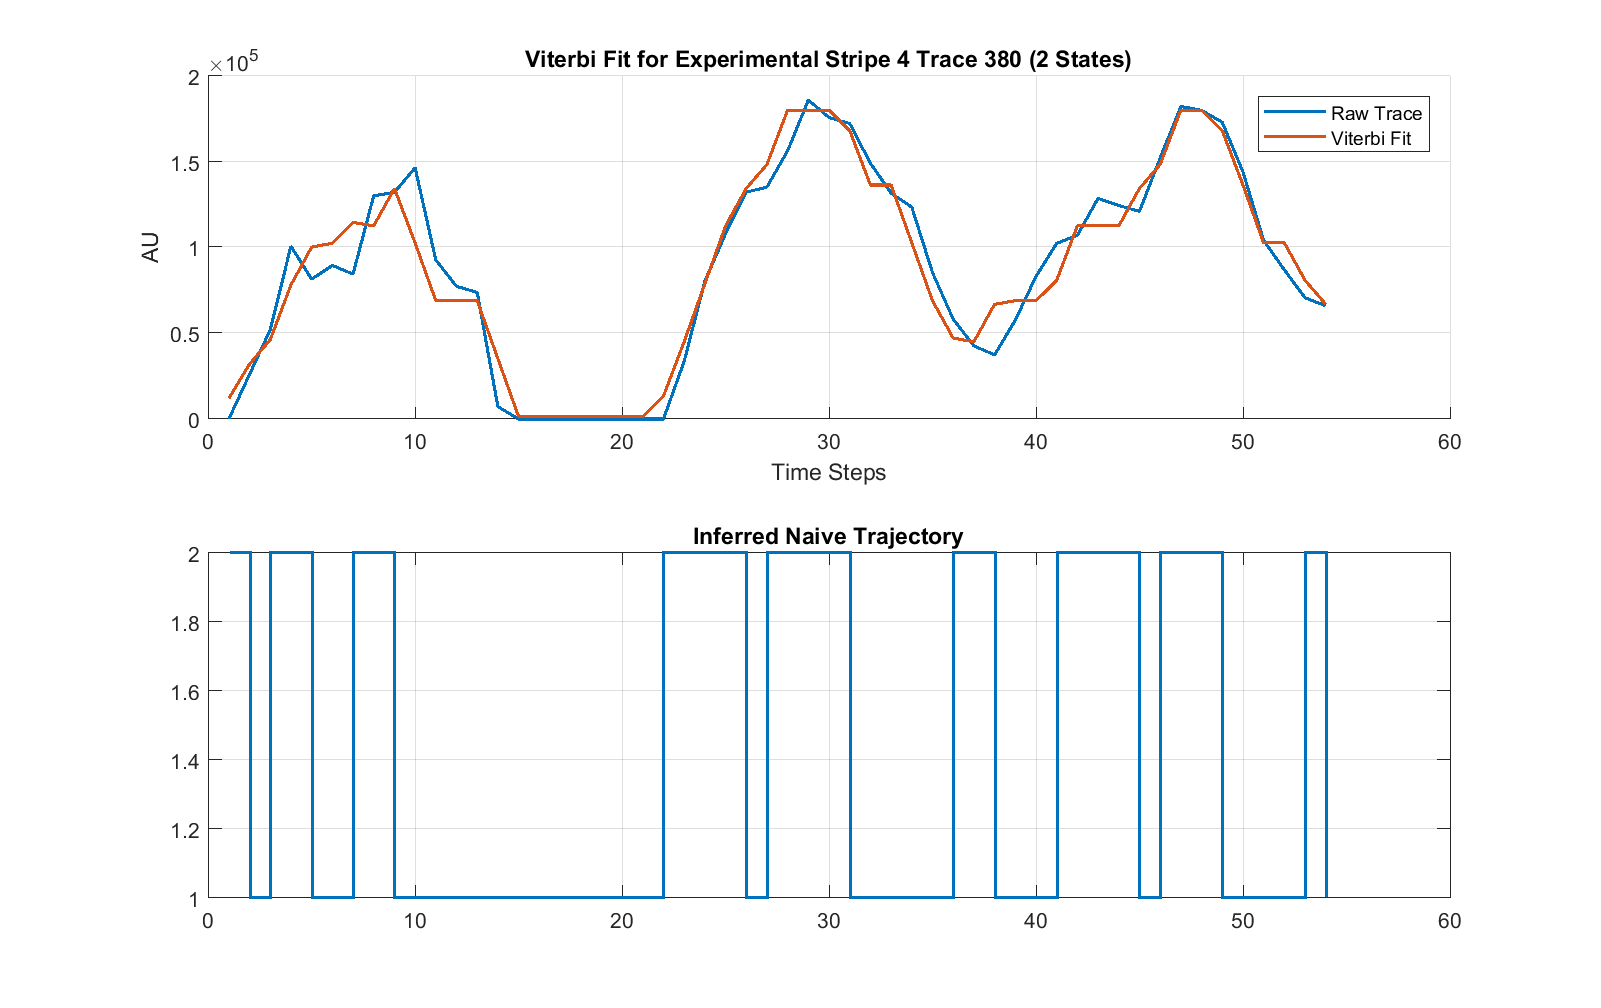 Viterbi Fit for Experimental Stripe 4 Trace 380 (2 States)
×10^5
2
1.5
1
0.5
0
AU
Raw Trace
Viterbi Fit
0 10 20 30 40 50 60
Time Steps
Inferred Naive Trajectory
2
1.8
1.6
1.4
1.2
1
0 10 20 30 40 50 60